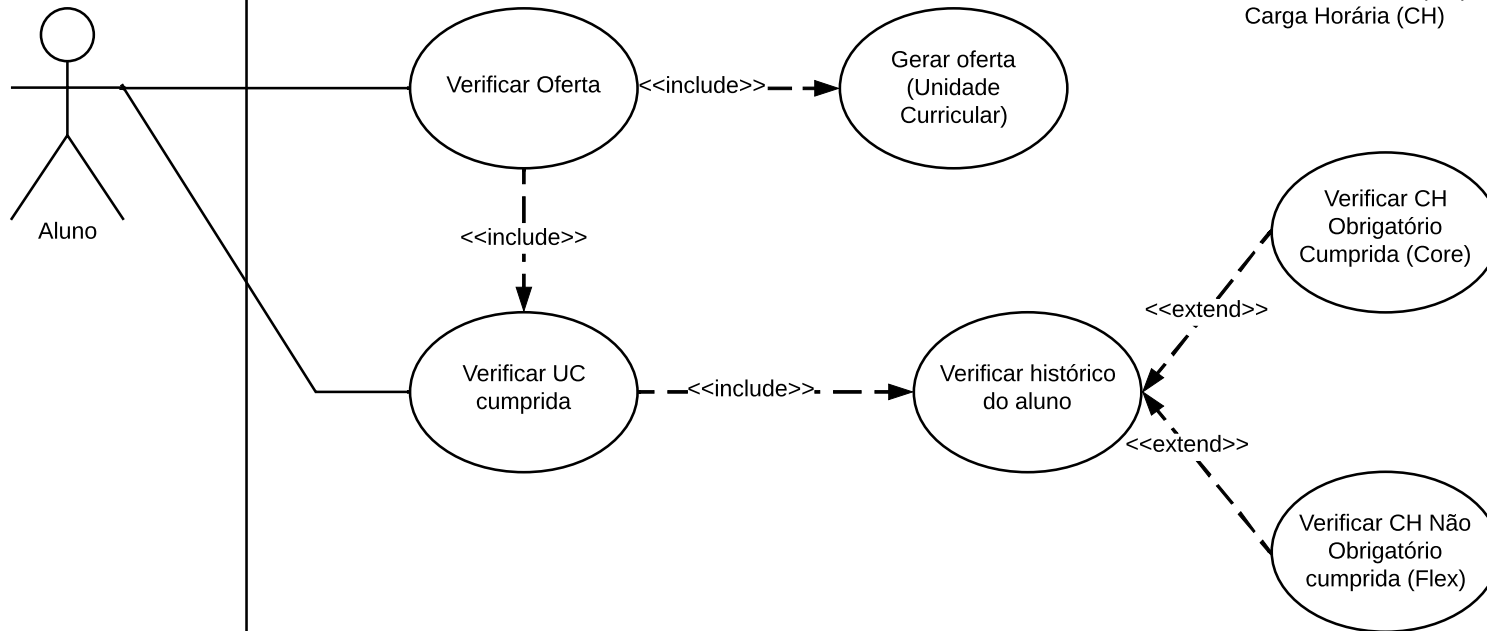 Carga Horária (CH)
Verificar Oferta
<<include>>
Gerar oferta
(Unidade
Curricular)
Aluno
<<include>>
Verificar CH
Obrigatório
Cumprida (Core)
<<extend>>
Verificar UC
cumprida
<<include>>
Verificar histórico
do aluno
<<extend>>
Verificar CH Não
Obrigatório
cumprida (Flex)